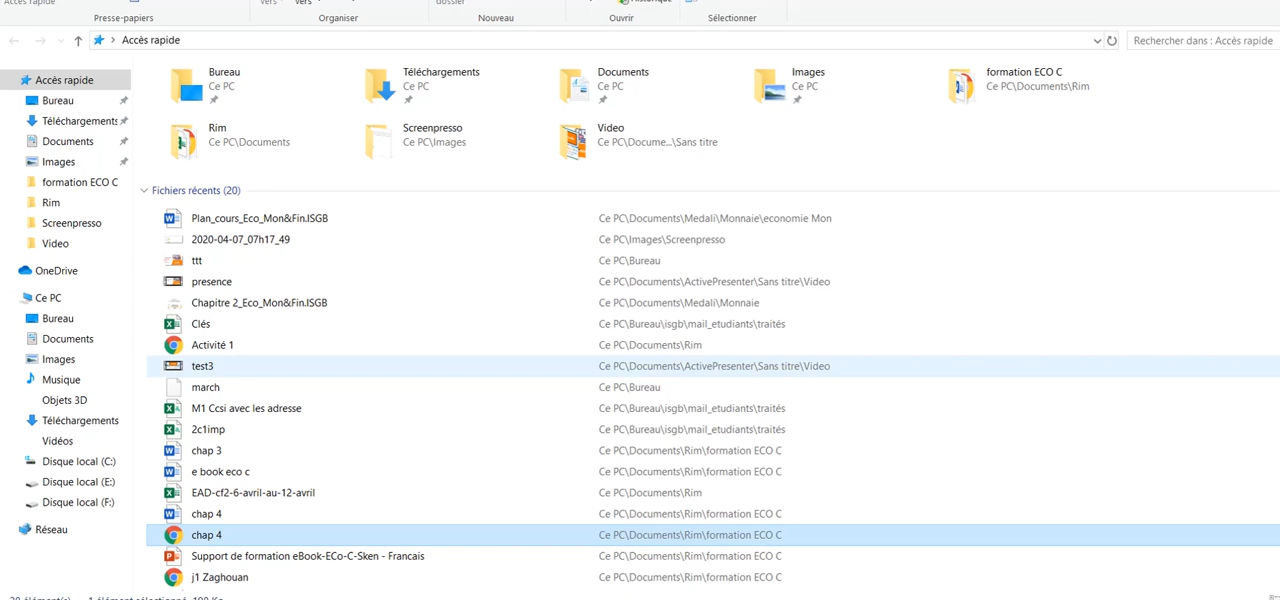 Accès rapide
vers vers dossier Historique
Presse-papiers Organiser Nouveau Ouvrir Sélectionner
Accès rapide Rechercher dans : Accès rapide
Accès rapide
Bureau
Téléchargements
Documents
Images
formation ECO C
Rim
Screenpresso
Video
OneDrive
Ce PC
Bureau
Documents
Images
Musique
Objets 3D
Téléchargements
Vidéos
Disque local (C:)
Disque local (E:)
Disque local (F:)
Réseau
Bureau
Ce PC
Téléchargements
Ce PC
Documents
Ce PC
Images
Ce PC
formation ECO C
Ce PC\Documents\Rim
Rim
Ce PC\Documents
Screenpresso
Ce PC\Images
Video
Ce PC\Docume...\Sans titre
Fichiers récents (20)
Plan_cours_Eco_Mon&Fin.ISGB Ce PC\Documents\Medali\Monnaie\economie Mon
2020-04-07_07h17_49 Ce PC\Images\Screenpresso
ttt Ce PC\Bureau
presence Ce PC\Documents\ActivePresenter\Sans titre\Video
Chapitre 2_Eco_Mon&Fin.ISGB Ce PC\Documents\Medali\Monnaie
Clés Ce PC\Bureau\isgb\mail_etudiants\traités
Activité 1 Ce PC\Documents\Rim
test3 Ce PC\Documents\ActivePresenter\Sans titre\Video
march Ce PC\Bureau
M1 Ccsi avec les adresse Ce PC\Bureau\isgb\mail_etudiants\traités
2c1imp Ce PC\Bureau\isgb\mail_etudiants\traités
chap 3 Ce PC\Documents\Rim\formation ECO C
e book eco c Ce PC\Documents\Rim\formation ECO C
EAD-cf2-6-avril-au-12-avril Ce PC\Documents\Rim
chap 4 Ce PC\Documents\Rim\formation ECO C
chap 4 Ce PC\Documents\Rim\formation ECO C
Support de formation eBook-ECo-C-Sken - Francais Ce PC\Documents\Rim\formation ECO C
j1 Zaghouan Ce PC\Documents\Rim\formation ECO C